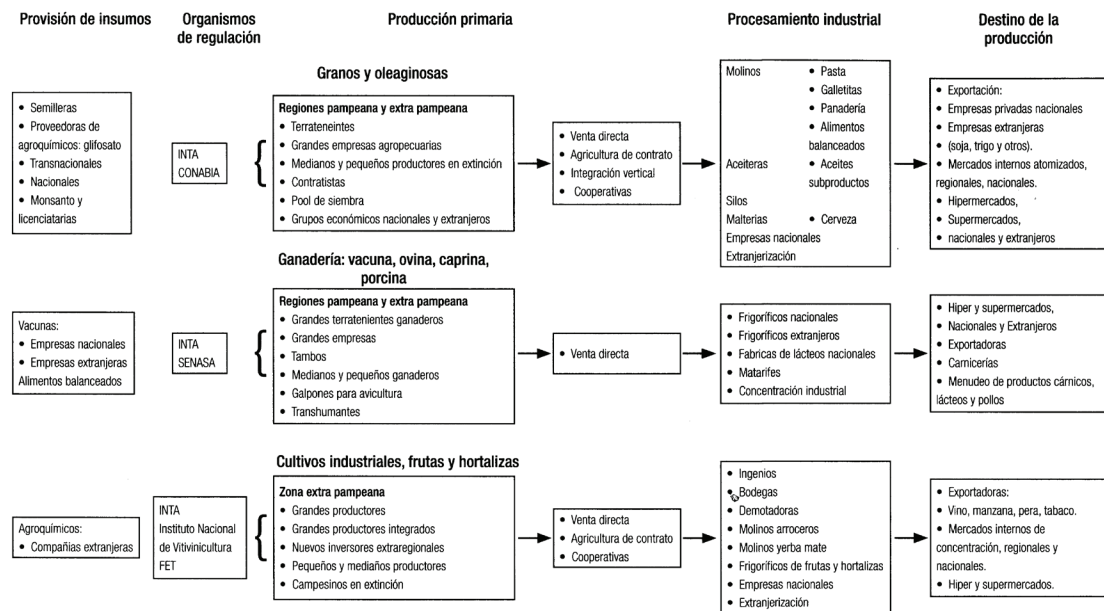 Provisión de insumos
Organismos
de regulación
Producción primaria
Procesamiento industrial
Destino de la
producción
Granos y oleaginosas
• Semilleras
• Proveedoras de
agroquímicos: glifosato
• Transnacionales
• Nacionales
• Monsanto y
licenciatarias
INTA
CONABIA
Regiones pampeana y extra pampeana
• Terrateneintes
• Grandes empresas agropecuarias
• Medianos y pequeños productores en extinción
• Contratistas
• Pool de siembra
• Grupos económicos nacionales y extranjeros
• Venta directa
• Agricultura de contrato
• Integración vertical
• Cooperativas
Molinos • Pasta
• Galletitas
• Panadería
• Alimentos
balanceados
Aceiteras • Aceites
subproductos
Silos
Malterias • Cerveza
Empresas nacionales
Extranjerización
• Exportación:
• Empresas privadas nacionales
• Empresas extranjeras
• (soja, trigo y otros).
• Mercados internos atomizados,
regionales, nacionales.
• Hipermercados,
• Supermercados,
• nacionales y extranjeros
Ganadería: vacuna, ovina, caprina,
porcina
Vacunas:
• Empresas nacionales
• Empresas extranjeras
Alimentos balanceados
INTA
SENASA
Regiones pampeana y extra pampeana
• Grandes terratenientes ganaderos
• Grandes empresas
• Tambos
• Medianos y pequeños ganaderos
• Galpones para avicultura
• Transhumantes
• Venta directa
• Frigoríficos nacionales
• Frigoríficos extranjeros
• Fabricas de lácteos nacionales
• Matarifes
• Concentración industrial
• Hiper y supermercados,
• Nacionales y Extranjeros
• Exportadoras
• Carnicerías
• Menudeo de productos cárnicos,
lácteos y pollos
Cultivos industriales, frutas y hortalizas
Agroquímicos:
• Compañias extranjeras
INTA
Instituto Nacional
de Vitivinicultura
FET
Zona extra pampeana
• Grandes productores
• Grandes productores integrados
• Nuevos inversores extraregionales
• Pequeños y mediaños productores
• Campesinos en extinción
• Venta directa
• Agricultura de contrato
• Cooperativas
• Ingenios
• Bodegas
• Demotadoras
• Molinos arroceros
• Molinos yerba mate
• Frigoríficos de frutas y hortalizas
• Empresas nacionales
• Extranjerización
• Exportadoras:
• Vino, manzana, pera, tabaco.
• Mercados internos de
concentración, regionales y
nacionales.
• Hiper y supermercados.